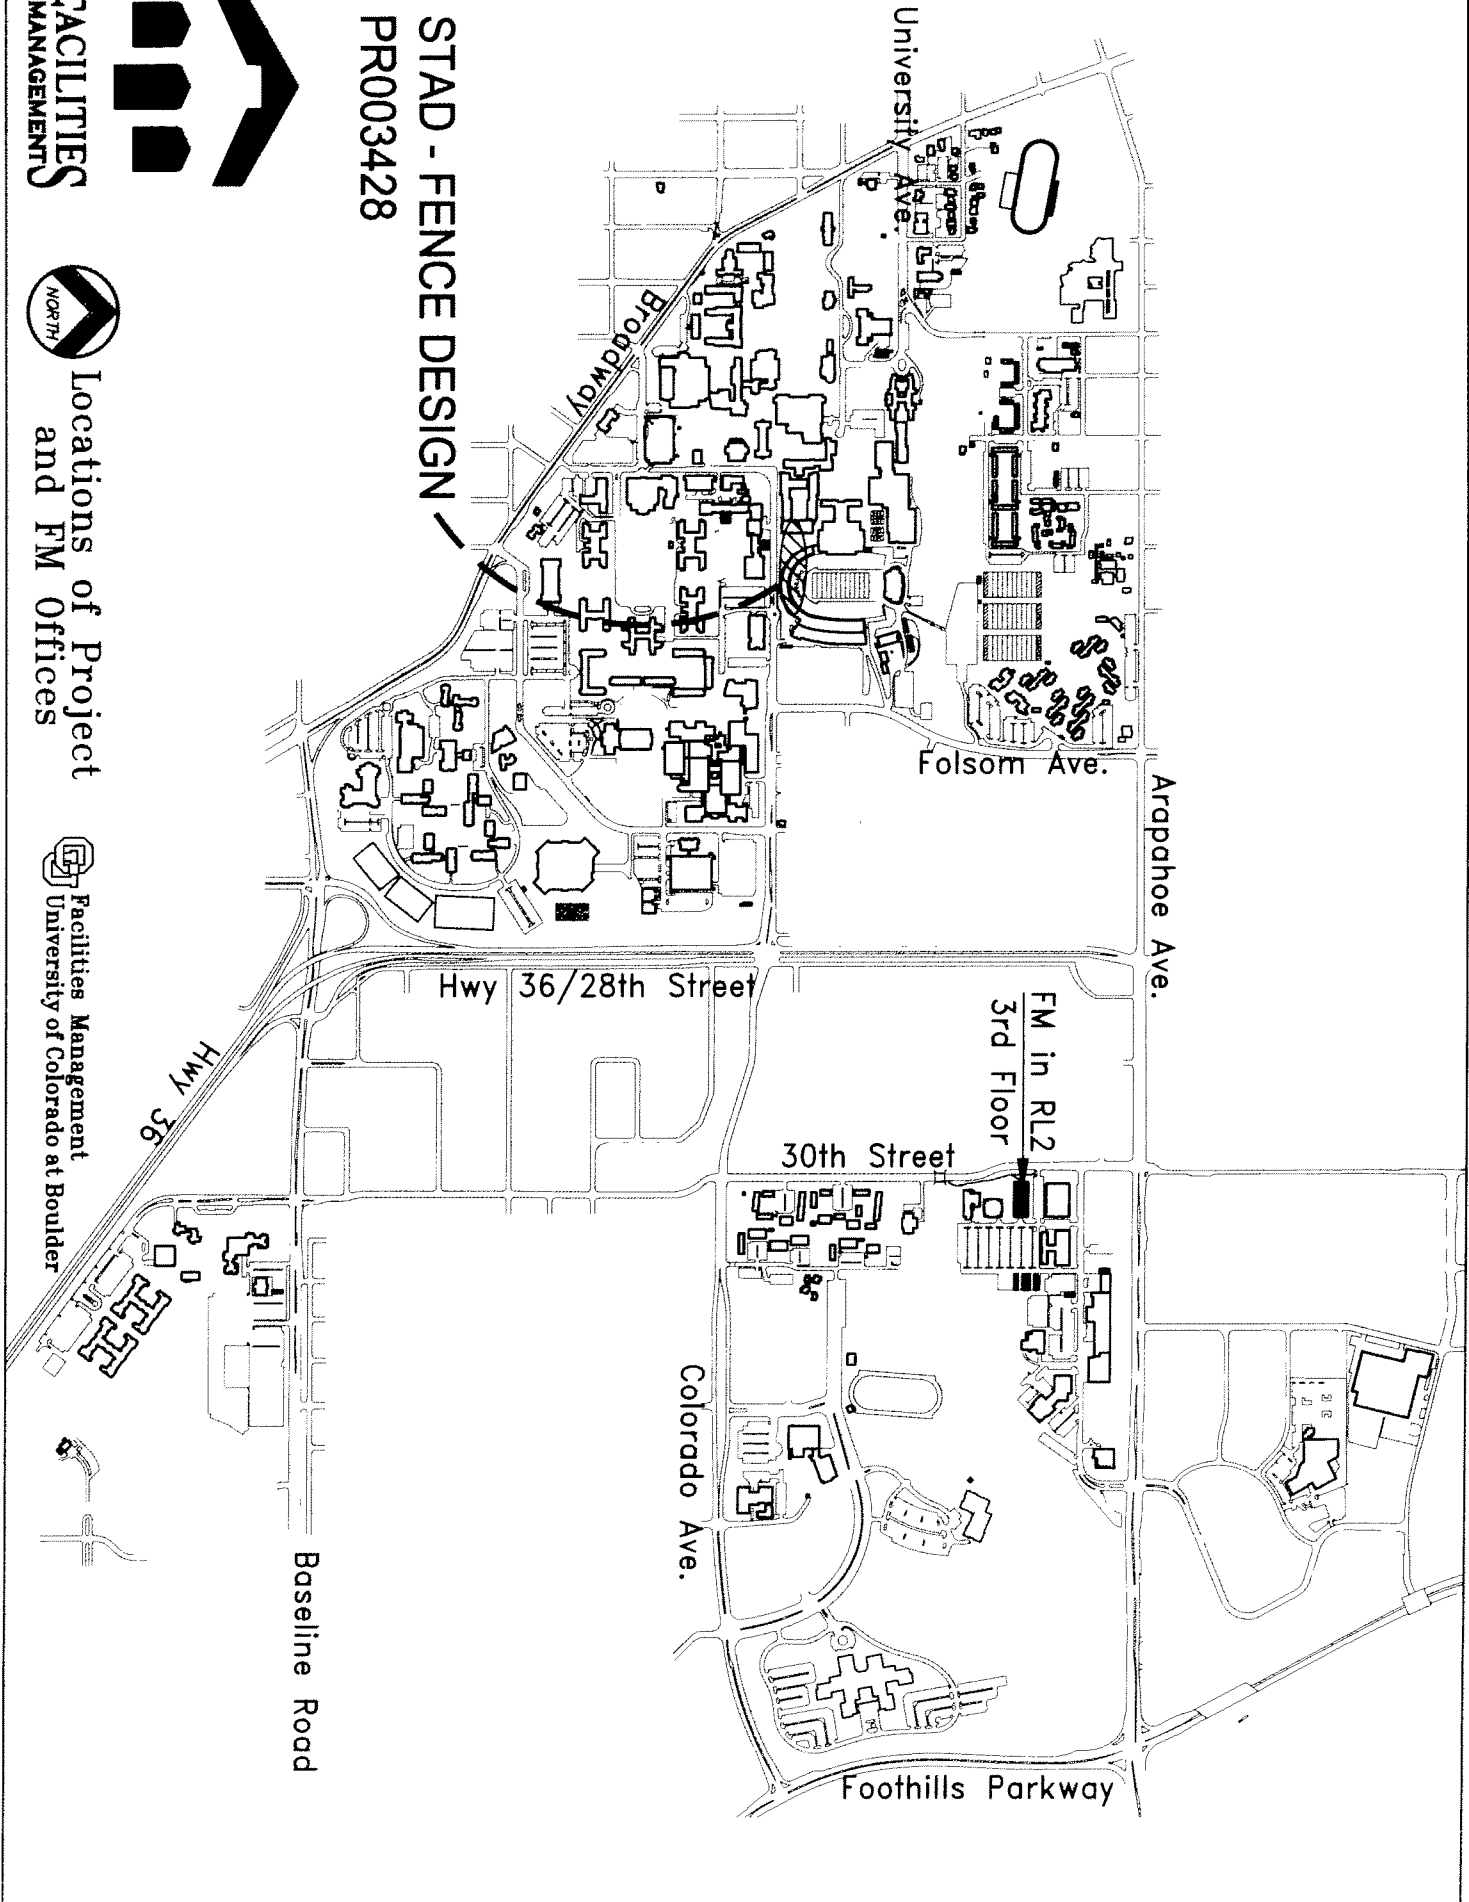 University Ave.
STAD - FENCE DESIGN
PR003428
Broadway
Folsom Ave.
Arapahoe Ave.
Hwy 36/28th Street
FM in RL2
3rd Floor
30th Street
Hwy 36
Colorado Ave.
Baseline Road
Foothills Parkway
FACILITIES
MANAGEMENT
NORTH
Locations of Project
and FM Offices
Facilities Management
University of Colorado at Boulder